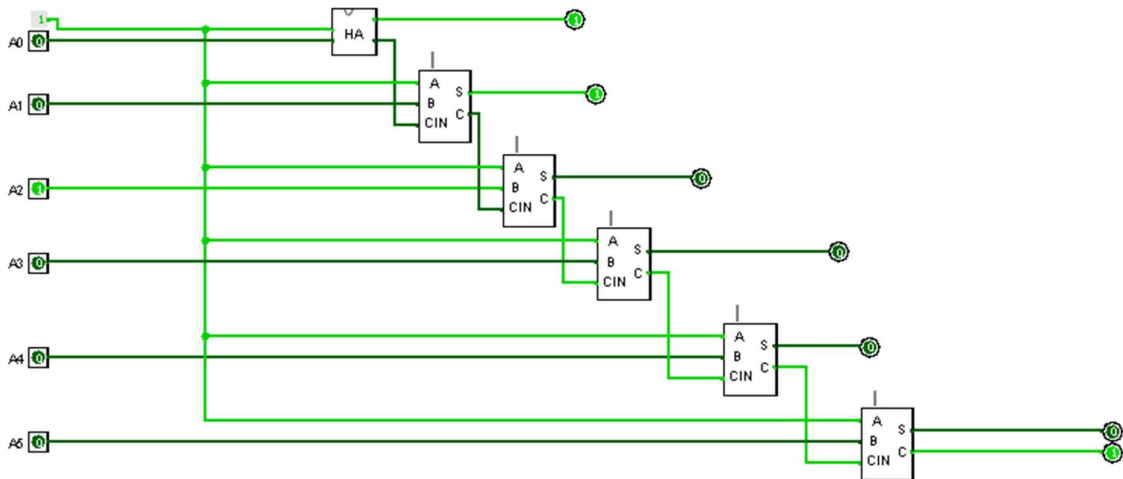 1
1
A0 0 HA
A
S 1
A1 0 B
C
CIN
A
S 0
A2 1 B
C
CIN
A
S 0
A3 0 B
C
CIN
A
S 0
A4 0 B
C
CIN
A
S 0
A5 0 B
C 1
CIN